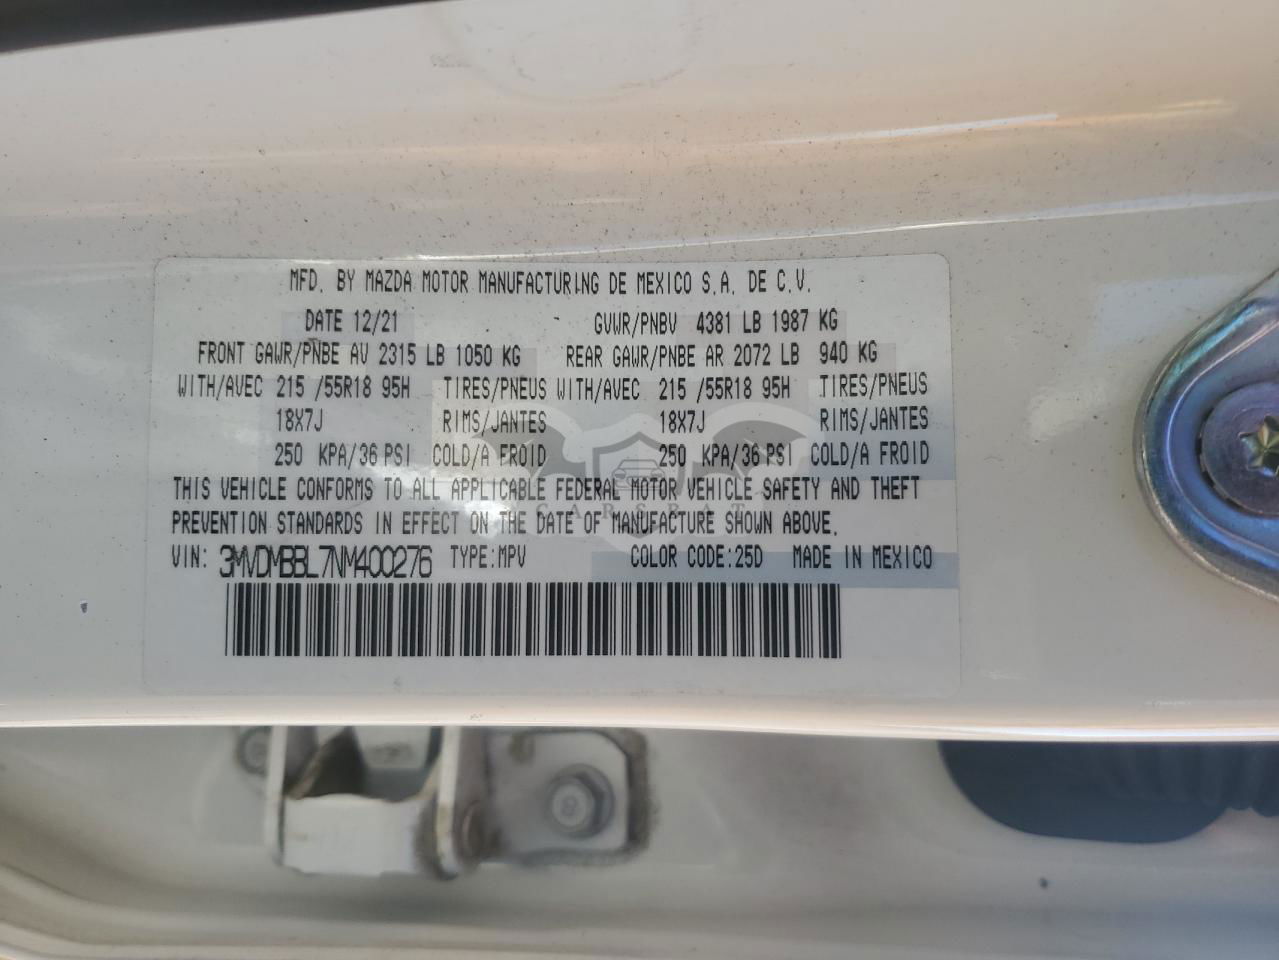 MFD. BY MAZDA MOTOR MANUFACTURING DE MEXICO S.A. DE C.V.
DATE 12/21 GVWR/PNBV 4381 LB 1987 KG
FRONT GAWR/PNBE AV 2315 LB 1050 KG REAR GAWR/PNBE AR 2072 LB 940 KG
WITH/AVEC 215 /55R18 95H TIRES/PNEUS WITH/AVEC 215 /55R18 95H TIRES/PNEUS
18X7J RIMS/JANTES 18X7J RIMS/JANTES
250 KPA/36 PSI COLD/A FROID 250 KPA/36 PSI COLD/A FROID
THIS VEHICLE CONFORMS TO ALL APPLICABLE FEDERAL MOTOR VEHICLE SAFETY AND THEFT
CARSBAT
PREVENTION STANDARDS IN EFFECT ON THE DATE OF MANUFACTURE SHOWN ABOVE.
VIN: 3MVDMBBL7NM400276 TYPE:MPV COLOR CODE:25D MADE IN MEXICO